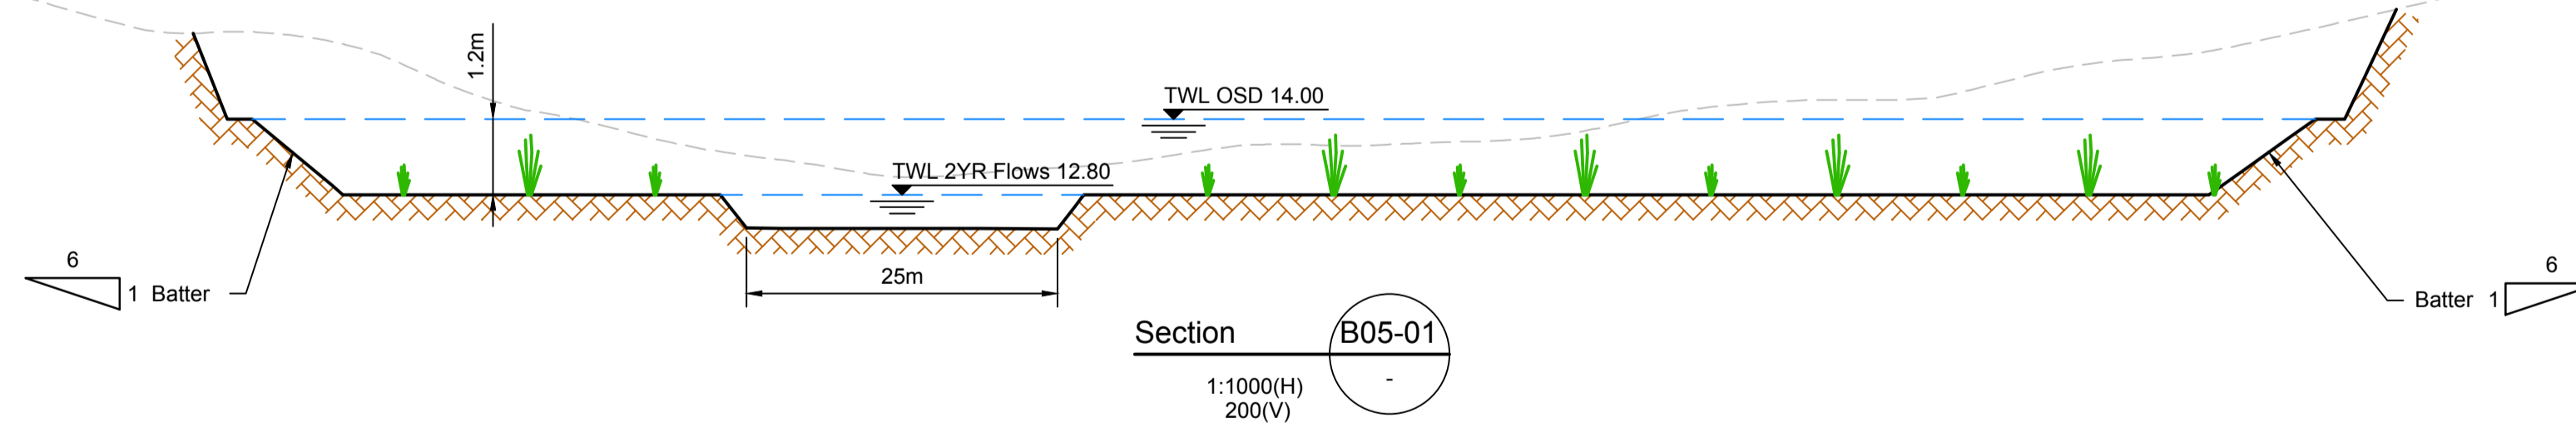 1.2m
TWL OSD 14.00
TWL 2YR Flows 12.80
6
1 Batter
25m
6
Batter 1
Section B05-01
1:1000(H) -
200(V)